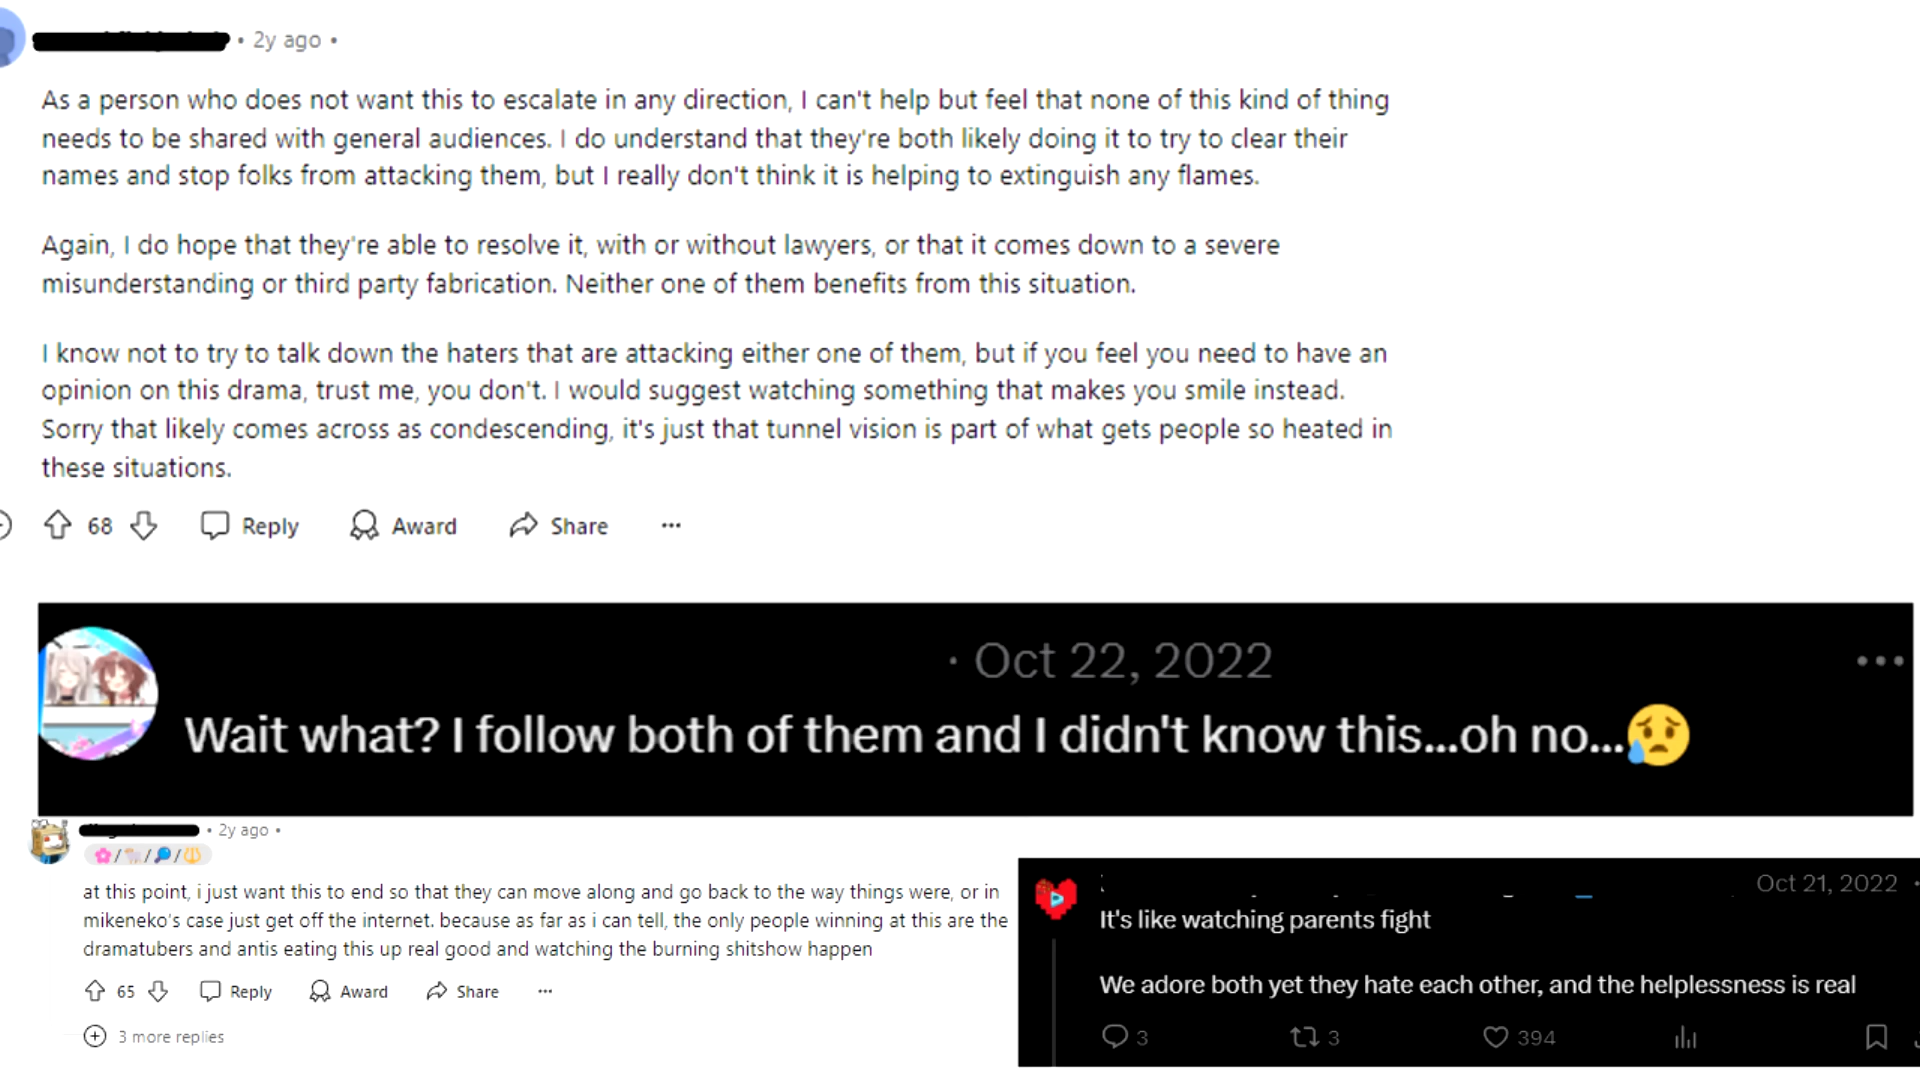 • 2y ago •
As a person who does not want this to escalate in any direction, I can't help but feel that none of this kind of thing
needs to be shared with general audiences. I do understand that they're both likely doing it to try to clear their
names and stop folks from attacking them, but I really don't think it is helping to extinguish any flames.
Again, I do hope that they're able to resolve it, with or without lawyers, or that it comes down to a severe
misunderstanding or third party fabrication. Neither one of them benefits from this situation.
I know not to try to talk down the haters that are attacking either one of them, but if you feel you need to have an
opinion on this drama, trust me, you don't. I would suggest watching something that makes you smile instead.
Sorry that likely comes across as condescending, it's just that tunnel vision is part of what gets people so heated in
these situations.
68 Reply Award Share ...
· Oct 22, 2022 ...
Wait what? I follow both of them and I didn't know this...oh no...😥
• 2y ago •
🌸/🐏/🔎/🔱
at this point, i just want this to end so that they can move along and go back to the way things were, or in
mikeneko's case just get off the internet. because as far as i can tell, the only people winning at this are the
dramatubers and antis eating this up real good and watching the burning shitshow happen
65 Reply Award Share ...
3 more replies
Oct 21, 2022 ·
It's like watching parents fight
We adore both yet they hate each other, and the helplessness is real
3 3 394